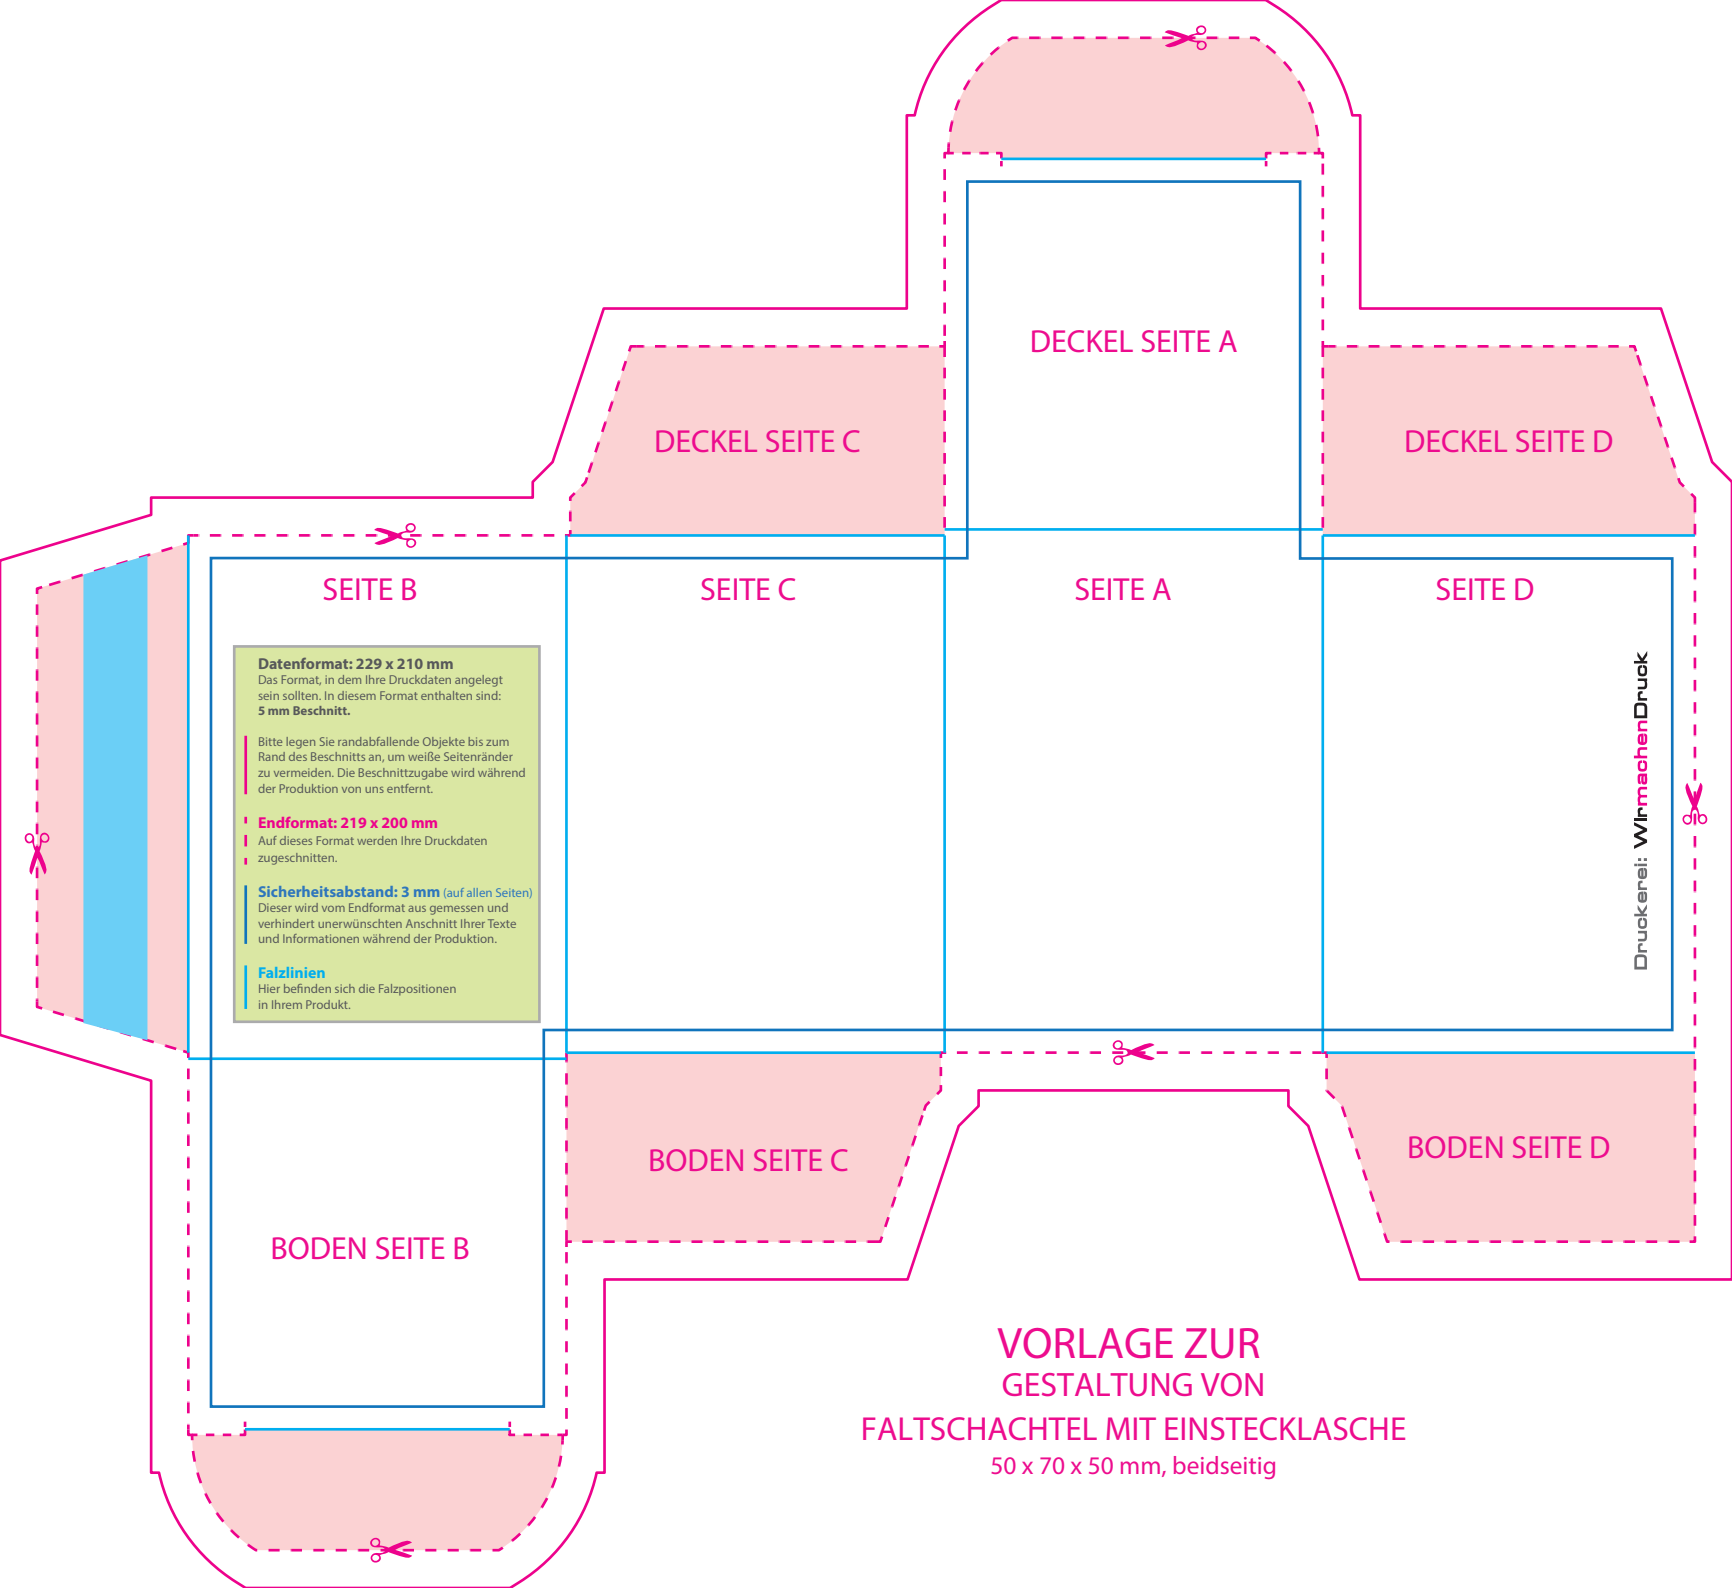 DECKEL SEITE A
DECKEL SEITE C
DECKEL SEITE D
SEITE B
SEITE C
SEITE A
SEITE D
Datenformat: 229 x 210 mm
Das Format, in dem Ihre Druckdaten angelegt
sein sollten. In diesem Format enthalten sind:
5 mm Beschnitt.
Bitte legen Sie randabfallende Objekte bis zum
Rand des Beschnitts an, um weiße Seitenränder
zu vermeiden. Die Beschnittzugabe wird während
der Produktion von uns entfernt.
Endformat: 219 x 200 mm
Auf dieses Format werden Ihre Druckdaten
zugeschnitten.
Sicherheitsabstand: 3 mm (auf allen Seiten)
Dieser wird vom Endformat aus gemessen und
verhindert unerwünschten Anschnitt Ihrer Texte
und Informationen während der Produktion.
Falzlinien
Hier befinden sich die Falzpositionen
in Ihrem Produkt.
Druckerei: WIrmachenDruck
BODEN SEITE C
BODEN SEITE D
BODEN SEITE B
VORLAGE ZUR
GESTALTUNG VON
FALTSCHACHTEL MIT EINSTECKLASCHE
50 x 70 x 50 mm, beidseitig